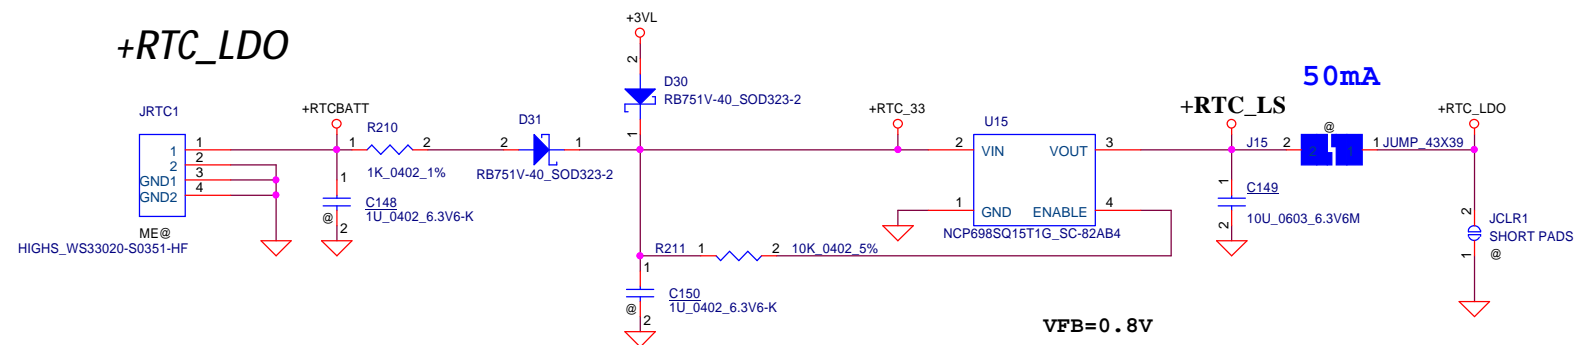 +RTC_LDO
+3VL
2
D30
RB751V-40_SOD323-2
1
50mA
JRTC1
+RTCBATT
R210
D31
+RTC_33
U15
+RTC_LS
+RTC_LDO
1
1
1
2
2
1
2
VIN
VOUT
3
J15
2
@
2
1
1
JUMP_43X39
2
2
1K_0402_1%
RB751V-40_SOD323-2
GND1
3
GND2
4
1
C148
1U_0402_6.3V6-K
@
2
1
GND
ENABLE
4
NCP698SQ15T1G_SC-82AB4
1
C149
10U_0603_6.3V6M
2
2
JCLR1
SHORT PADS
1
@
ME@
HIGHS_WS33020-S0351-HF
R211
1
2
10K_0402_5%
1
C150
1U_0402_6.3V6-K
@
2
VFB=0.8V